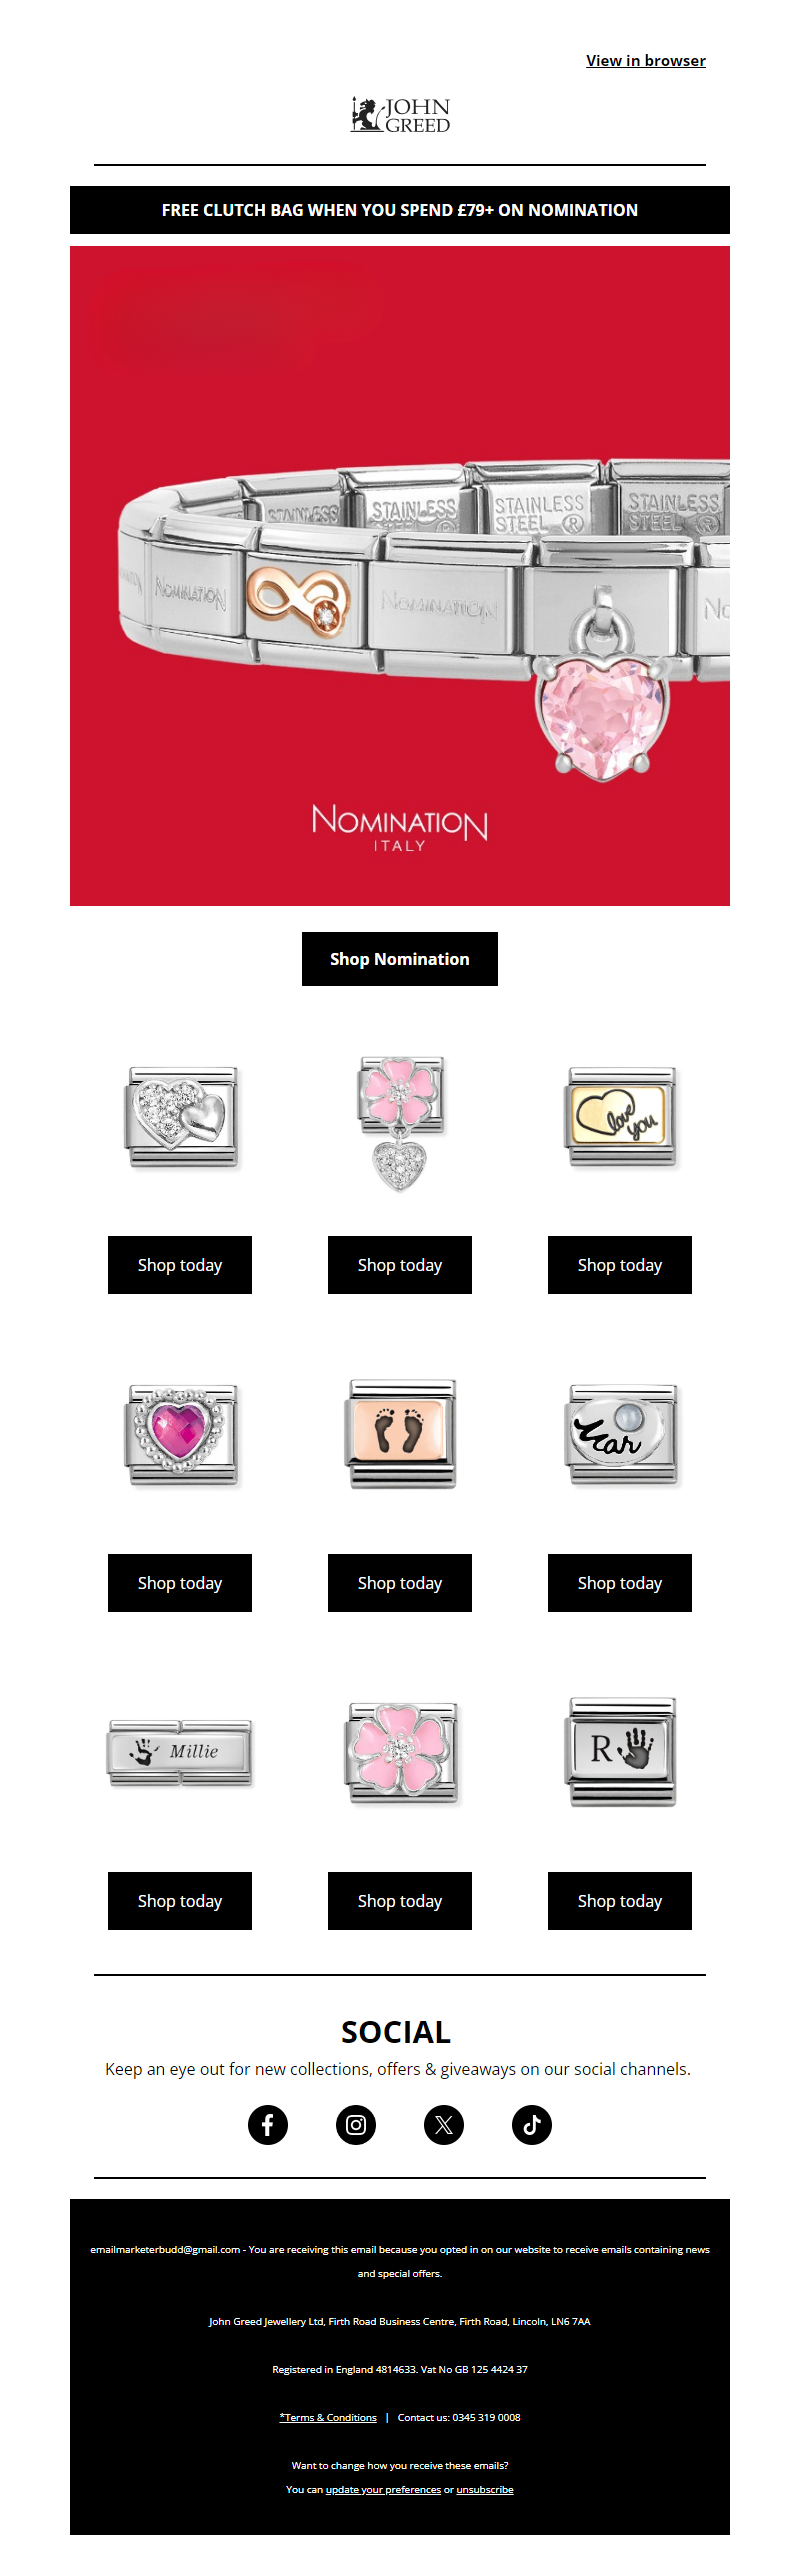 View in browser
JOHN
GREED
FREE CLUTCH BAG WHEN YOU SPEND £79+ ON NOMINATION
STAINLESS
STAINLESS STEEL
STAINLESS STEEL ®
STAINLESS STEEL ®
NOMINATION
NOMINATION
NO
NOMINATION
ITALY
Shop Nomination
love you
Shop today Shop today Shop today
Mar
Shop today Shop today Shop today
Millie
R
Shop today Shop today Shop today
SOCIAL
Keep an eye out for new collections, offers & giveaways on our social channels.
emailmarketerbudd@gmail.com - You are receiving this email because you opted in on our website to receive emails containing news
and special offers.
John Greed Jewellery Ltd, Firth Road Business Centre, Firth Road, Lincoln, LN6 7AA
Registered in England 4814633. Vat No GB 125 4424 37
*Terms & Conditions | Contact us: 0345 319 0008
Want to change how you receive these emails?
You can update your preferences or unsubscribe